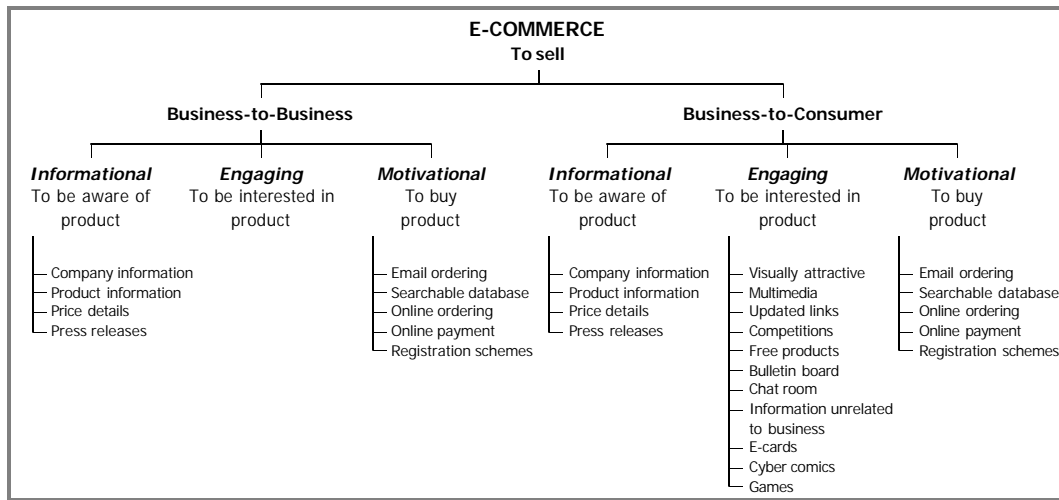 E-COMMERCE
To sell
Business-to-Business
Business-to-Consumer
Informational
To be aware of
product
Engaging
To be interested in
product
Motivational
To buy
product
Informational
To be aware of
product
Engaging
To be interested in
product
Motivational
To buy
product
Company information
Product information
Price details
Press releases
Email ordering
Searchable database
Online ordering
Online payment
Registration schemes
Company information
Product information
Price details
Press releases
Visually attractive
Multimedia
Updated links
Competitions
Free products
Bulletin board
Chat room
Information unrelated
to business
E-cards
Cyber comics
Games
Email ordering
Searchable database
Online ordering
Online payment
Registration schemes